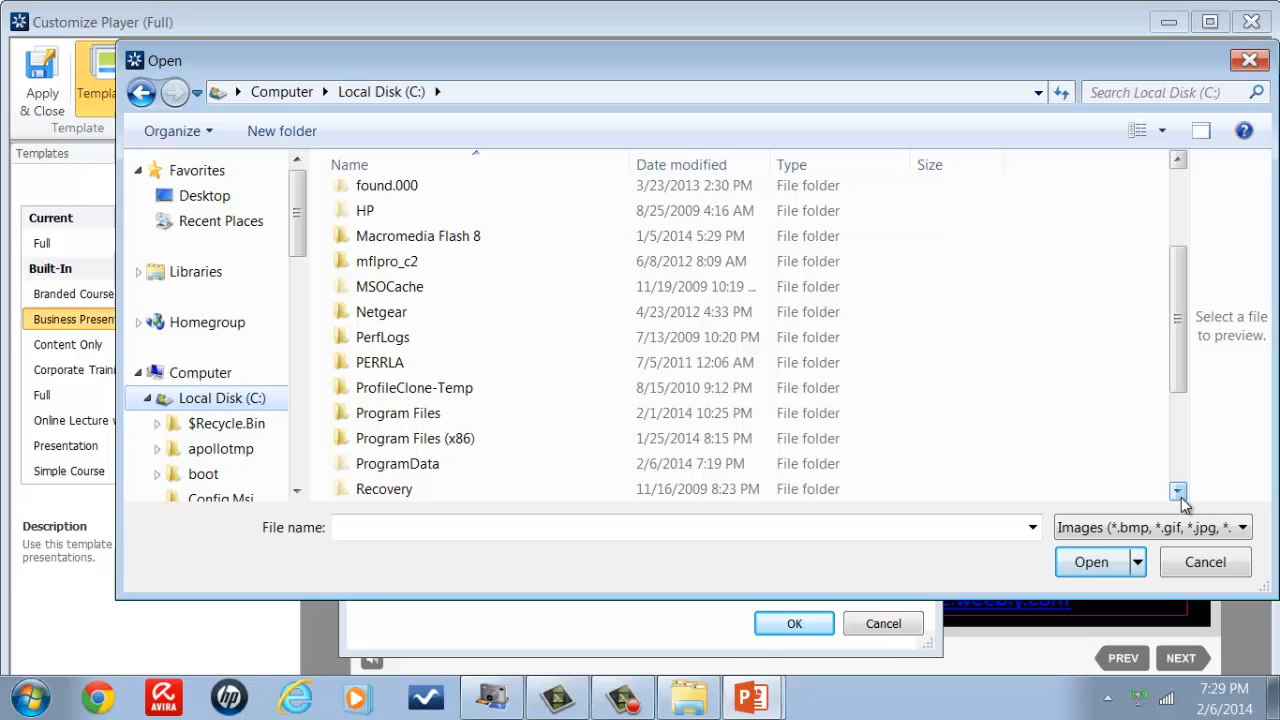 Customize Player (Full)
Open
Apply
& Close
Templa
Template
Computer
Local Disk (C:)
Search Local Disk (C:)
Organize
New folder
Templates
Current
Full
Built-In
Branded Course
Business Presen
Content Only
Corporate Traini
Full
Online Lecture w
Presentation
Simple Course
Description
Use this template
presentations.
Favorites
Desktop
Recent Places
Libraries
Homegroup
Computer
Local Disk (C:)
$Recycle.Bin
apollotmp
boot
Config.Msi
Name Date modified Type Size
found.000 3/23/2013 2:30 PM File folder
HP 8/25/2009 4:16 AM File folder
Macromedia Flash 8 1/5/2014 5:29 PM File folder
mflpro_c2 6/8/2012 8:09 AM File folder
MSOCache 11/19/2009 10:19 ... File folder
Netgear 4/23/2012 4:33 PM File folder
PerfLogs 7/13/2009 10:20 PM File folder
PERRLA 7/5/2011 12:06 AM File folder
ProfileClone-Temp 8/15/2010 9:12 PM File folder
Program Files 2/1/2014 10:25 PM File folder
Program Files (x86) 1/25/2014 8:15 PM File folder
ProgramData 2/6/2014 7:19 PM File folder
Recovery 11/16/2009 8:23 PM File folder
Select a file
to preview.
File name:
Images (*.bmp, *.gif, *.jpg, *.
Open
Cancel
.weebly.com
OK
Cancel
PREV
NEXT
AVIRA
hp
7:29 PM
2/6/2014